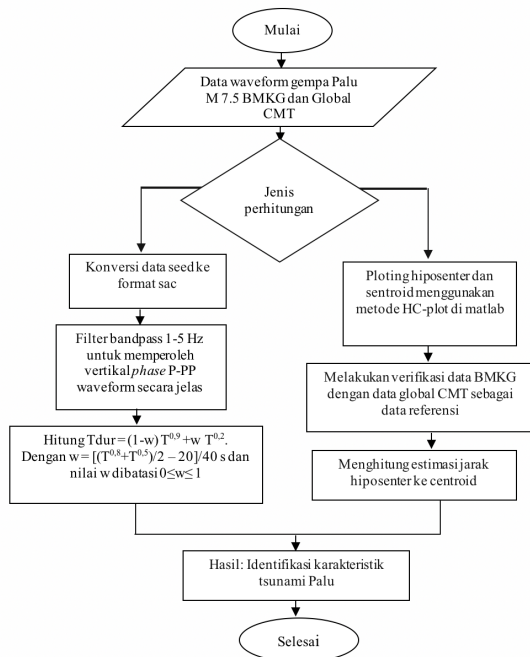 Mulai
Data waveform gempa Palu
M 7.5 BMKG dan Global
CMT
Jenis
perhitungan
Konversi data seed ke
format sac
Filter bandpass 1-5 Hz
untuk memperoleh
vertikal phase P-PP
waveform secara jelas
Hitung Tdur = (1-w) T^0,9 + w T^0,2.
Dengan w = [(T^0,8+T^0,5)/2 – 20]/40 s dan
nilai w dibatasi 0≤w≤1
Ploting hiposenter dan
sentroid menggunakan
metode HC-plot di matlab
Melakukan verifikasi data BMKG
dengan data global CMT sebagai
data referensi
Menghitung estimasi jarak
hiposenter ke centroid
Hasil: Identifikasi karakteristik
tsunami Palu
Selesai